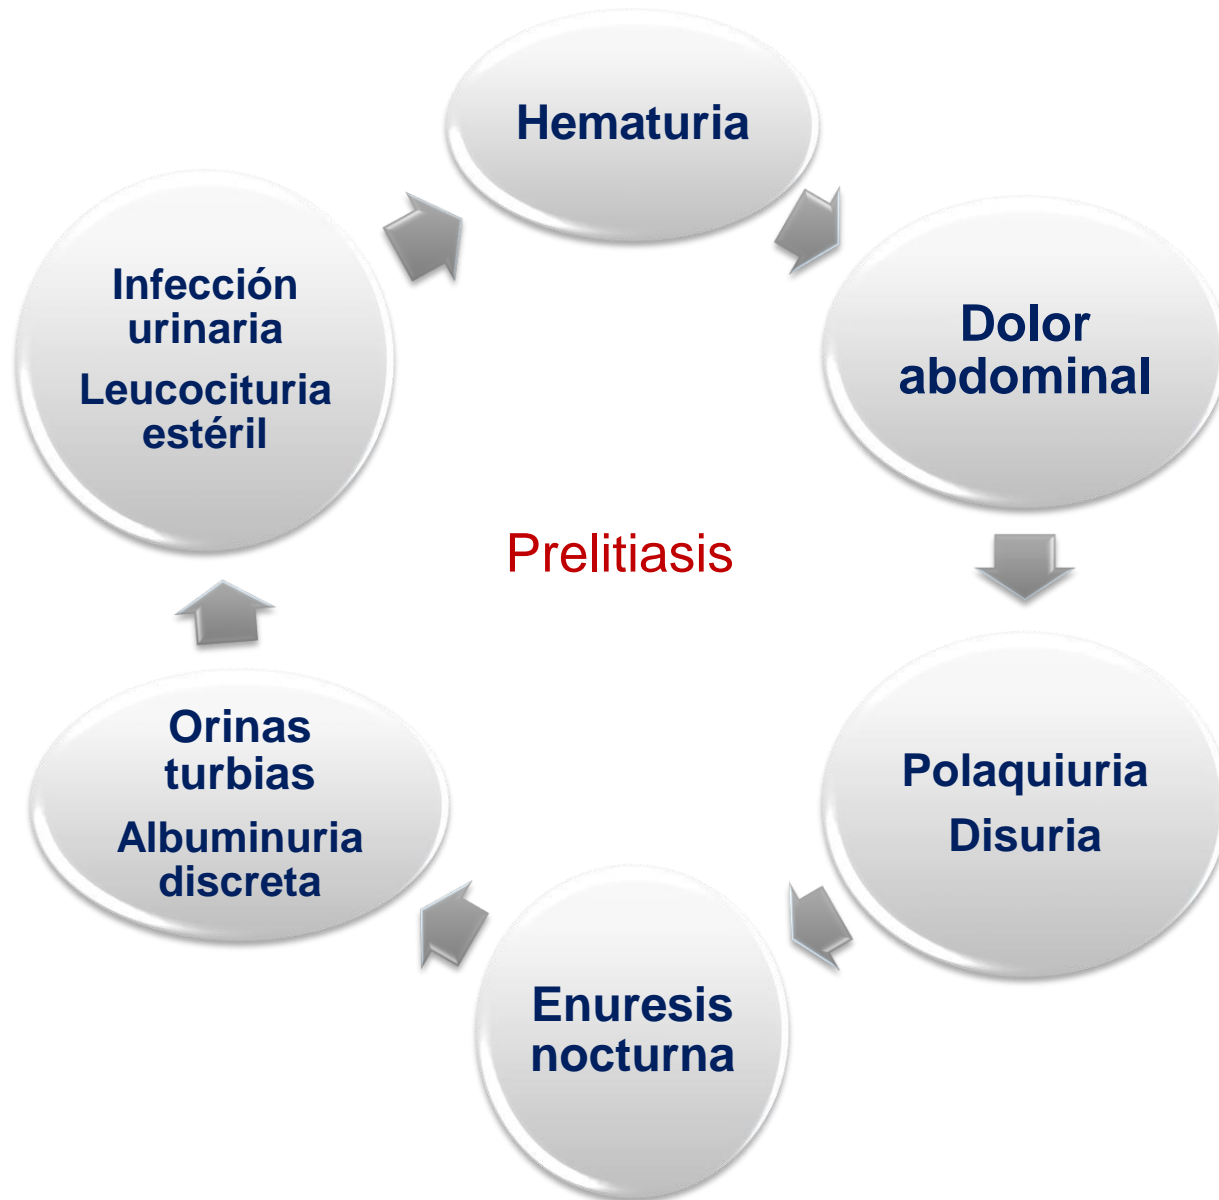 Hematuria
Dolor
abdominal
Polaquiuria
Disuria
Enuresis
nocturna
Orinas
turbias
Albuminuria
discreta
Infección
urinaria
Leucocituria
estéril
Prelitiasis